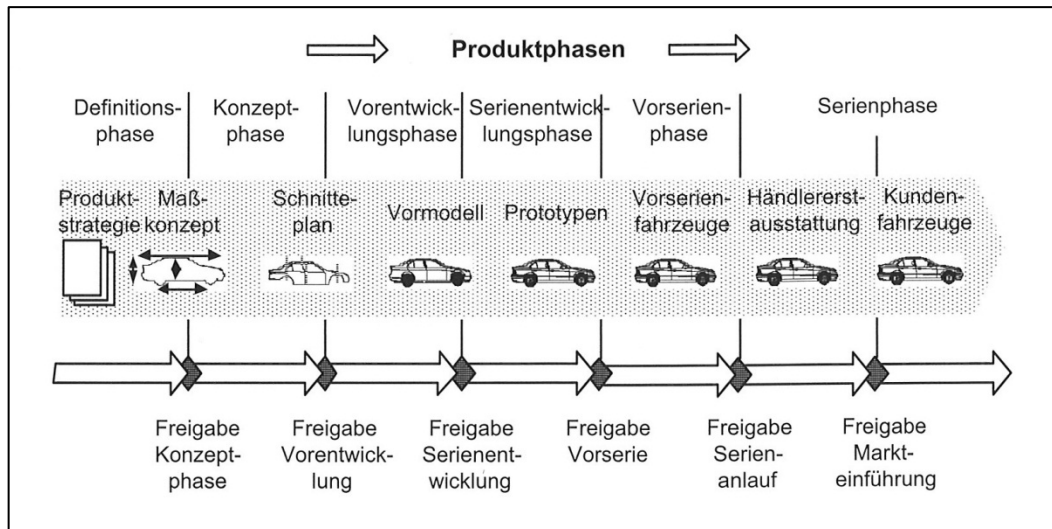 Produktphasen
Definitions-
phase
Konzept-
phase
Vorentwick-
lungsphase
Serienentwick-
lungsphase
Vorserien-
phase
Serienphase
Produkt-
strategie
Maß-
konzept
Schnitte-
plan
Vormodell
Prototypen
Vorserien-
fahrzeuge
Händlererst-
ausstattung
Kunden-
fahrzeuge
Freigabe
Konzept-
phase
Freigabe
Vorentwick-
lung
Freigabe
Serienent-
wicklung
Freigabe
Vorserie
Freigabe
Serien-
anlauf
Freigabe
Markt-
einführung